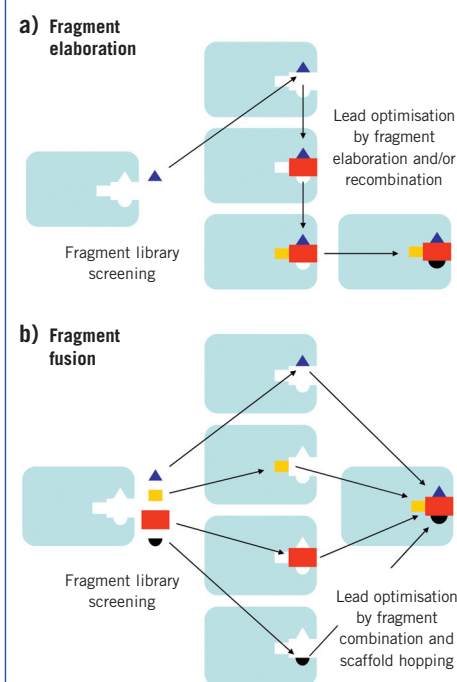 a) Fragment
elaboration
Lead optimisation
by fragment
elaboration and/or
recombination
Fragment library
screening
b) Fragment
fusion
Fragment library
screening
Lead optimisation
by fragment
combination and
scaffold hopping